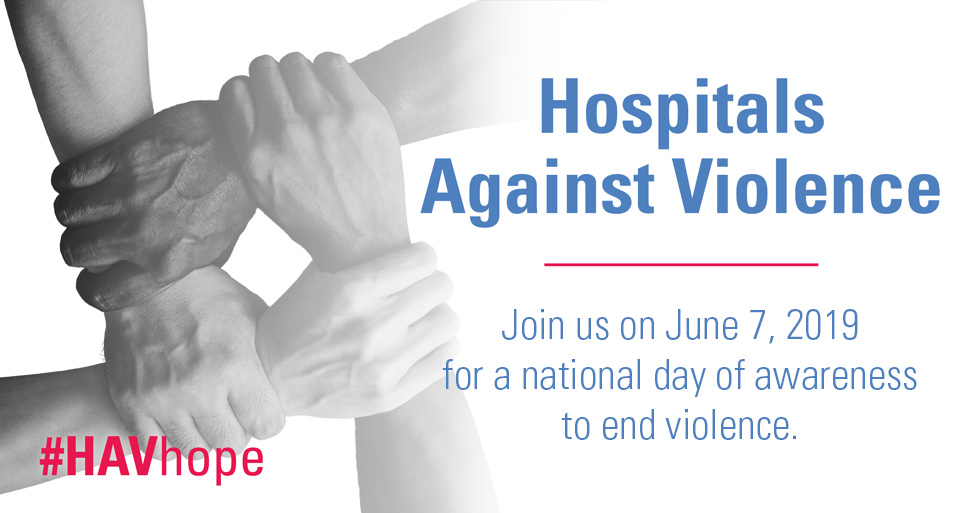 Hospitals
Against Violence
Join us on June 7, 2019
for a national day of awareness
to end violence.
#HAVhope